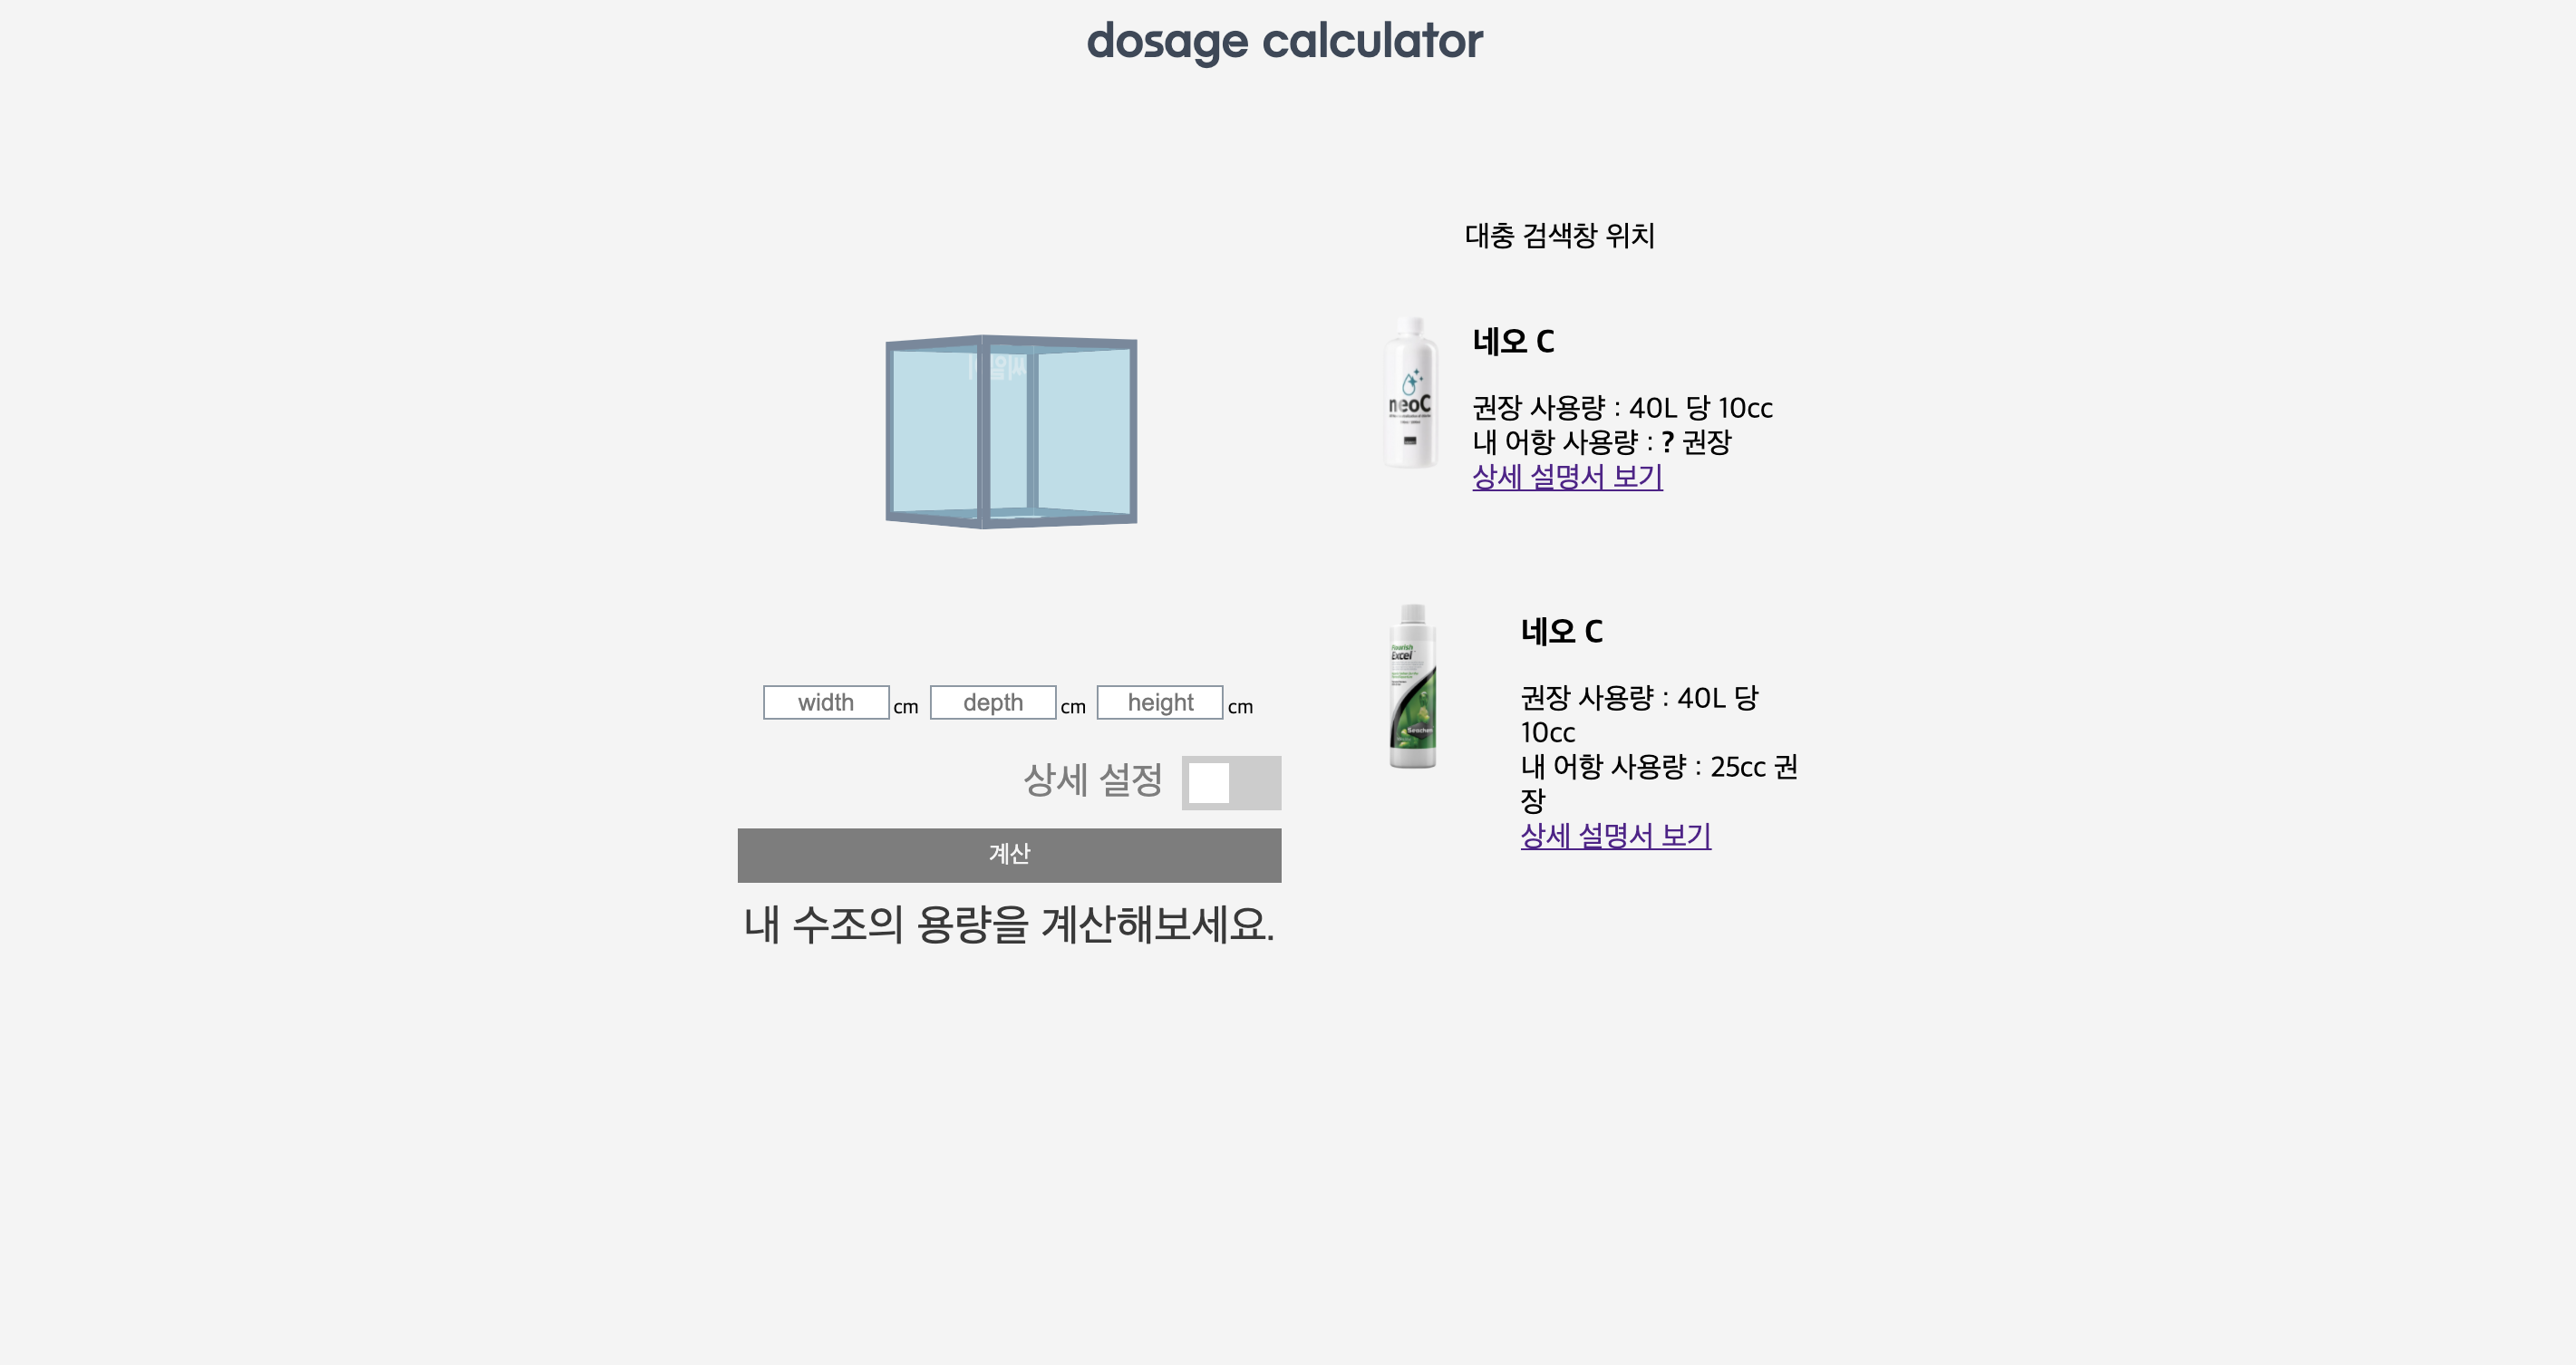 dosage calculator
대충 검색창 위치
네오 C
neoC
권장 사용량 : 40L 당 10cc
내 어항 사용량 : ? 권장
상세 설명서 보기
width cm depth cm height cm
상세 설정
계산
내 수조의 용량을 계산해보세요.
Flourish
Excel
Seachem
네오 C
권장 사용량 : 40L 당
10cc
내 어항 사용량 : 25cc 권
장
상세 설명서 보기